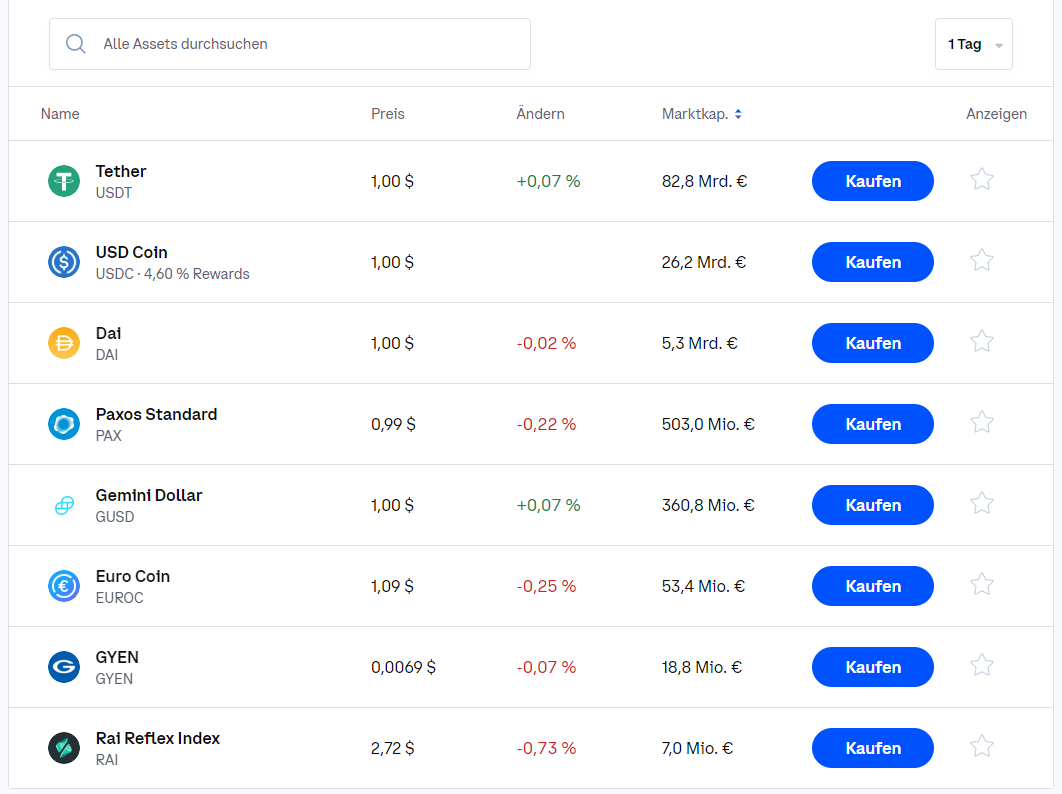 Alle Assets durchsuchen 1 Tag
Name Preis Ändern Marktkap. Anzeigen
Tether
USDT
1,00 $ +0,07 % 82,8 Mrd. € Kaufen
USD Coin
USDC · 4,60 % Rewards
1,00 $ 26,2 Mrd. € Kaufen
Dai
DAI
1,00 $ -0,02 % 5,3 Mrd. € Kaufen
Paxos Standard
PAX
0,99 $ -0,22 % 503,0 Mio. € Kaufen
Gemini Dollar
GUSD
1,00 $ +0,07 % 360,8 Mio. € Kaufen
Euro Coin
EUROC
1,09 $ -0,25 % 53,4 Mio. € Kaufen
GYEN
GYEN
0,0069 $ -0,07 % 18,8 Mio. € Kaufen
Rai Reflex Index
RAI
2,72 $ -0,73 % 7,0 Mio. € Kaufen